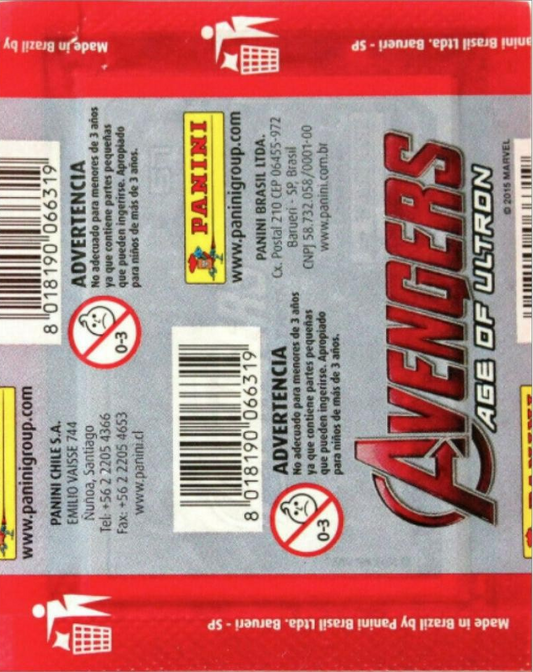 Made in Brazil by
anini Brasil Ltda. Barueri - SP
8 018190 066319
ADVERTENCIA
No adecuado para menores de 3 años
ya que contiene partes pequeñas
que pueden ingerirse. Apropiado
para niños de más de 3 años.
0-3
www.paninigroup.com
PANINI CHILE S.A.
EMILIO VAISSE 744
Ñuñoa, Santiago
Tel: +56 2 2205 4366
Fax: +56 2 2205 4653
www.panini.cl
PANINI
www.paninigroup.com
PANINI BRASIL LTDA.
Cx. Postal 210 CEP 06455-972
Barueri - SP, Brasil
CNPJ 58.732.058/0001-00
www.panini.com.br
8 018190 066319
ADVERTENCIA
No adecuado para menores de 3 años
ya que contiene partes pequeñas
que pueden ingerirse. Apropiado
para niños de más de 3 años.
0-3
AVENGERS
AGE OF ULTRON
© 2015 MARVEL
PANINI
Made in Brazil by Panini Brasil Ltda. Barueri - SP